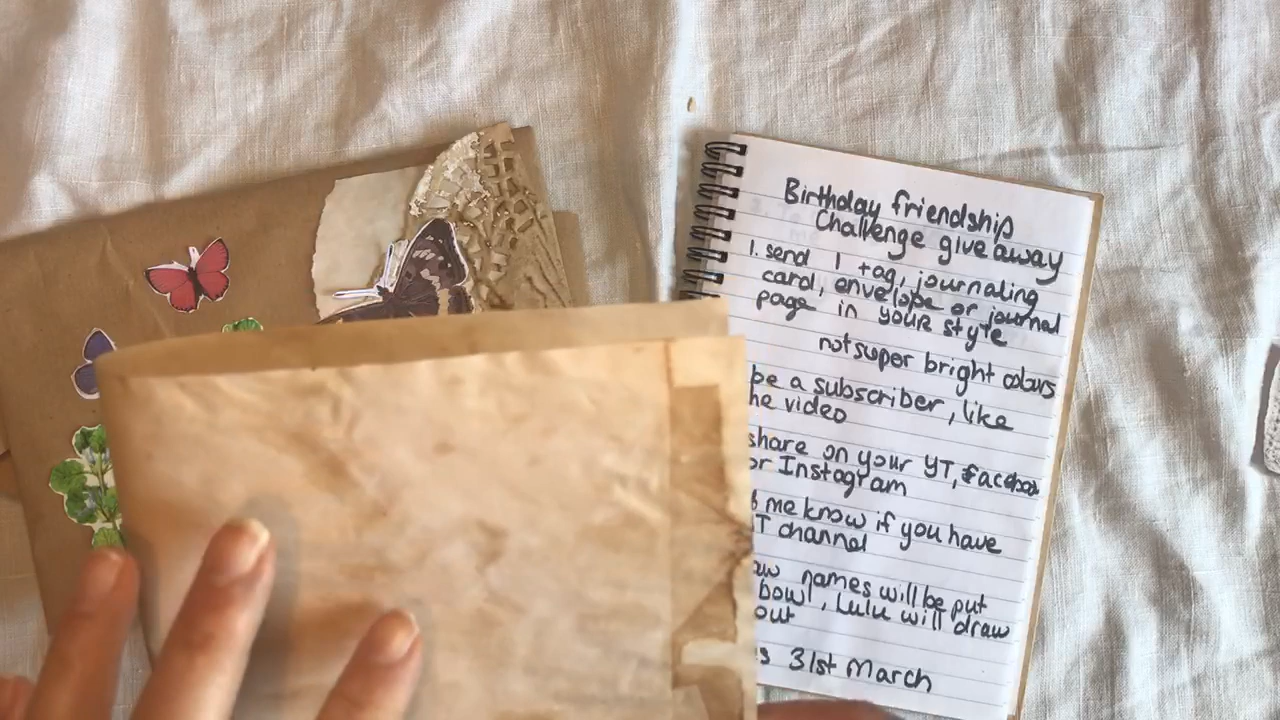 Birthday friendship
Challenge give away
1. send 1 tag, journaling
card, envelope or journal
page in your style
not super bright colours
be a subscriber, like
he video
share on your YT, facebook
or Instagram
me know if you have
T channel
aw names will be put
bowl, Lulu will draw
out
s 31st March